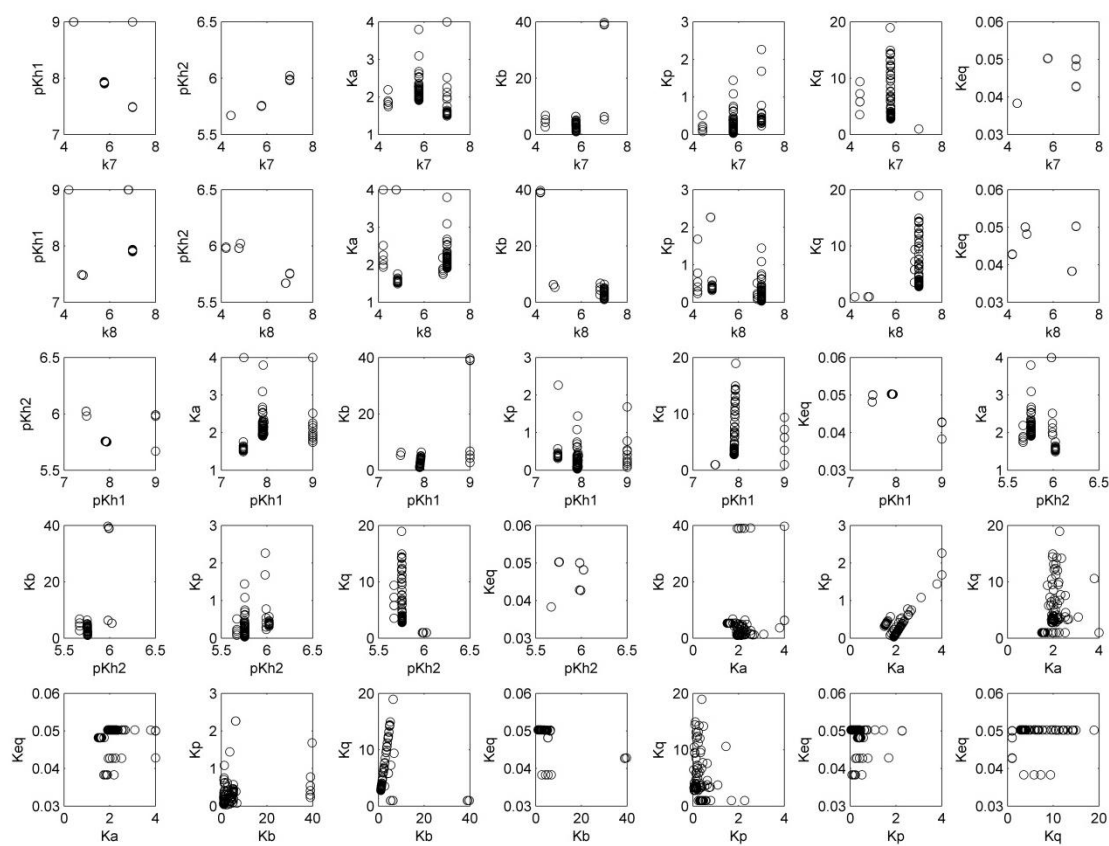 9 6.5 4 40 3 20 0.06
3 2 0.05
pKh1 8 pKh2 6 Ka Kb 20 Kp Kq 10 Keq
2 1 0.04
7 5.5 1 0 0 0 0.03
4 6 8 4 6 8 4 6 8 4 6 8 4 6 8 4 6 8 4 6 8
k7 k7 k7 k7 k7 k7 k7
9 6.5 4 40 3 20 0.06
3 2 0.05
pKh1 8 pKh2 6 Ka Kb 20 Kp Kq 10 Keq
2 1 0.04
7 5.5 1 0 0 0 0.03
4 6 8 4 6 8 4 6 8 4 6 8 4 6 8 4 6 8 4 6 8
k8 k8 k8 k8 k8 k8 k8
6.5 4 40 3 20 0.06 4
3 2 0.05 3
pKh2 6 Ka Kb 20 Kp Kq 10 Keq Ka
2 1 0.04 2
5.5 1 0 0 0 0.03 1
7 8 9 7 8 9 7 8 9 7 8 9 7 8 9 7 8 9 5.5 6 6.5
pKh1 pKh1 pKh1 pKh1 pKh1 pKh1 pKh2
40 3 20 0.06 40 3 20
2 0.05 2
Kb 20 Kp Kq 10 Keq Kb 20 Kp Kq 10
1 0.04 1
0 0 0 0.03 0 0 0
5.5 6 6.5 5.5 6 6.5 5.5 6 6.5 5.5 6 6.5 0 2 4 0 2 4 0 2 4
pKh2 pKh2 pKh2 pKh2 Ka Ka Ka
0.06 3 20 0.06 20 0.06 0.06
0.05 2 0.05 0.05 0.05
Keq Kp Kq 10 Keq Kq 10 Keq Keq
0.04 1 0.04 0.04 0.04
0.03 0 0 0.03 0 0.03 0.03
0 2 4 0 20 40 0 20 40 0 20 40 0 1 2 3 0 1 2 3 0 10 20
Ka Kb Kb Kb Kp Kp Kq